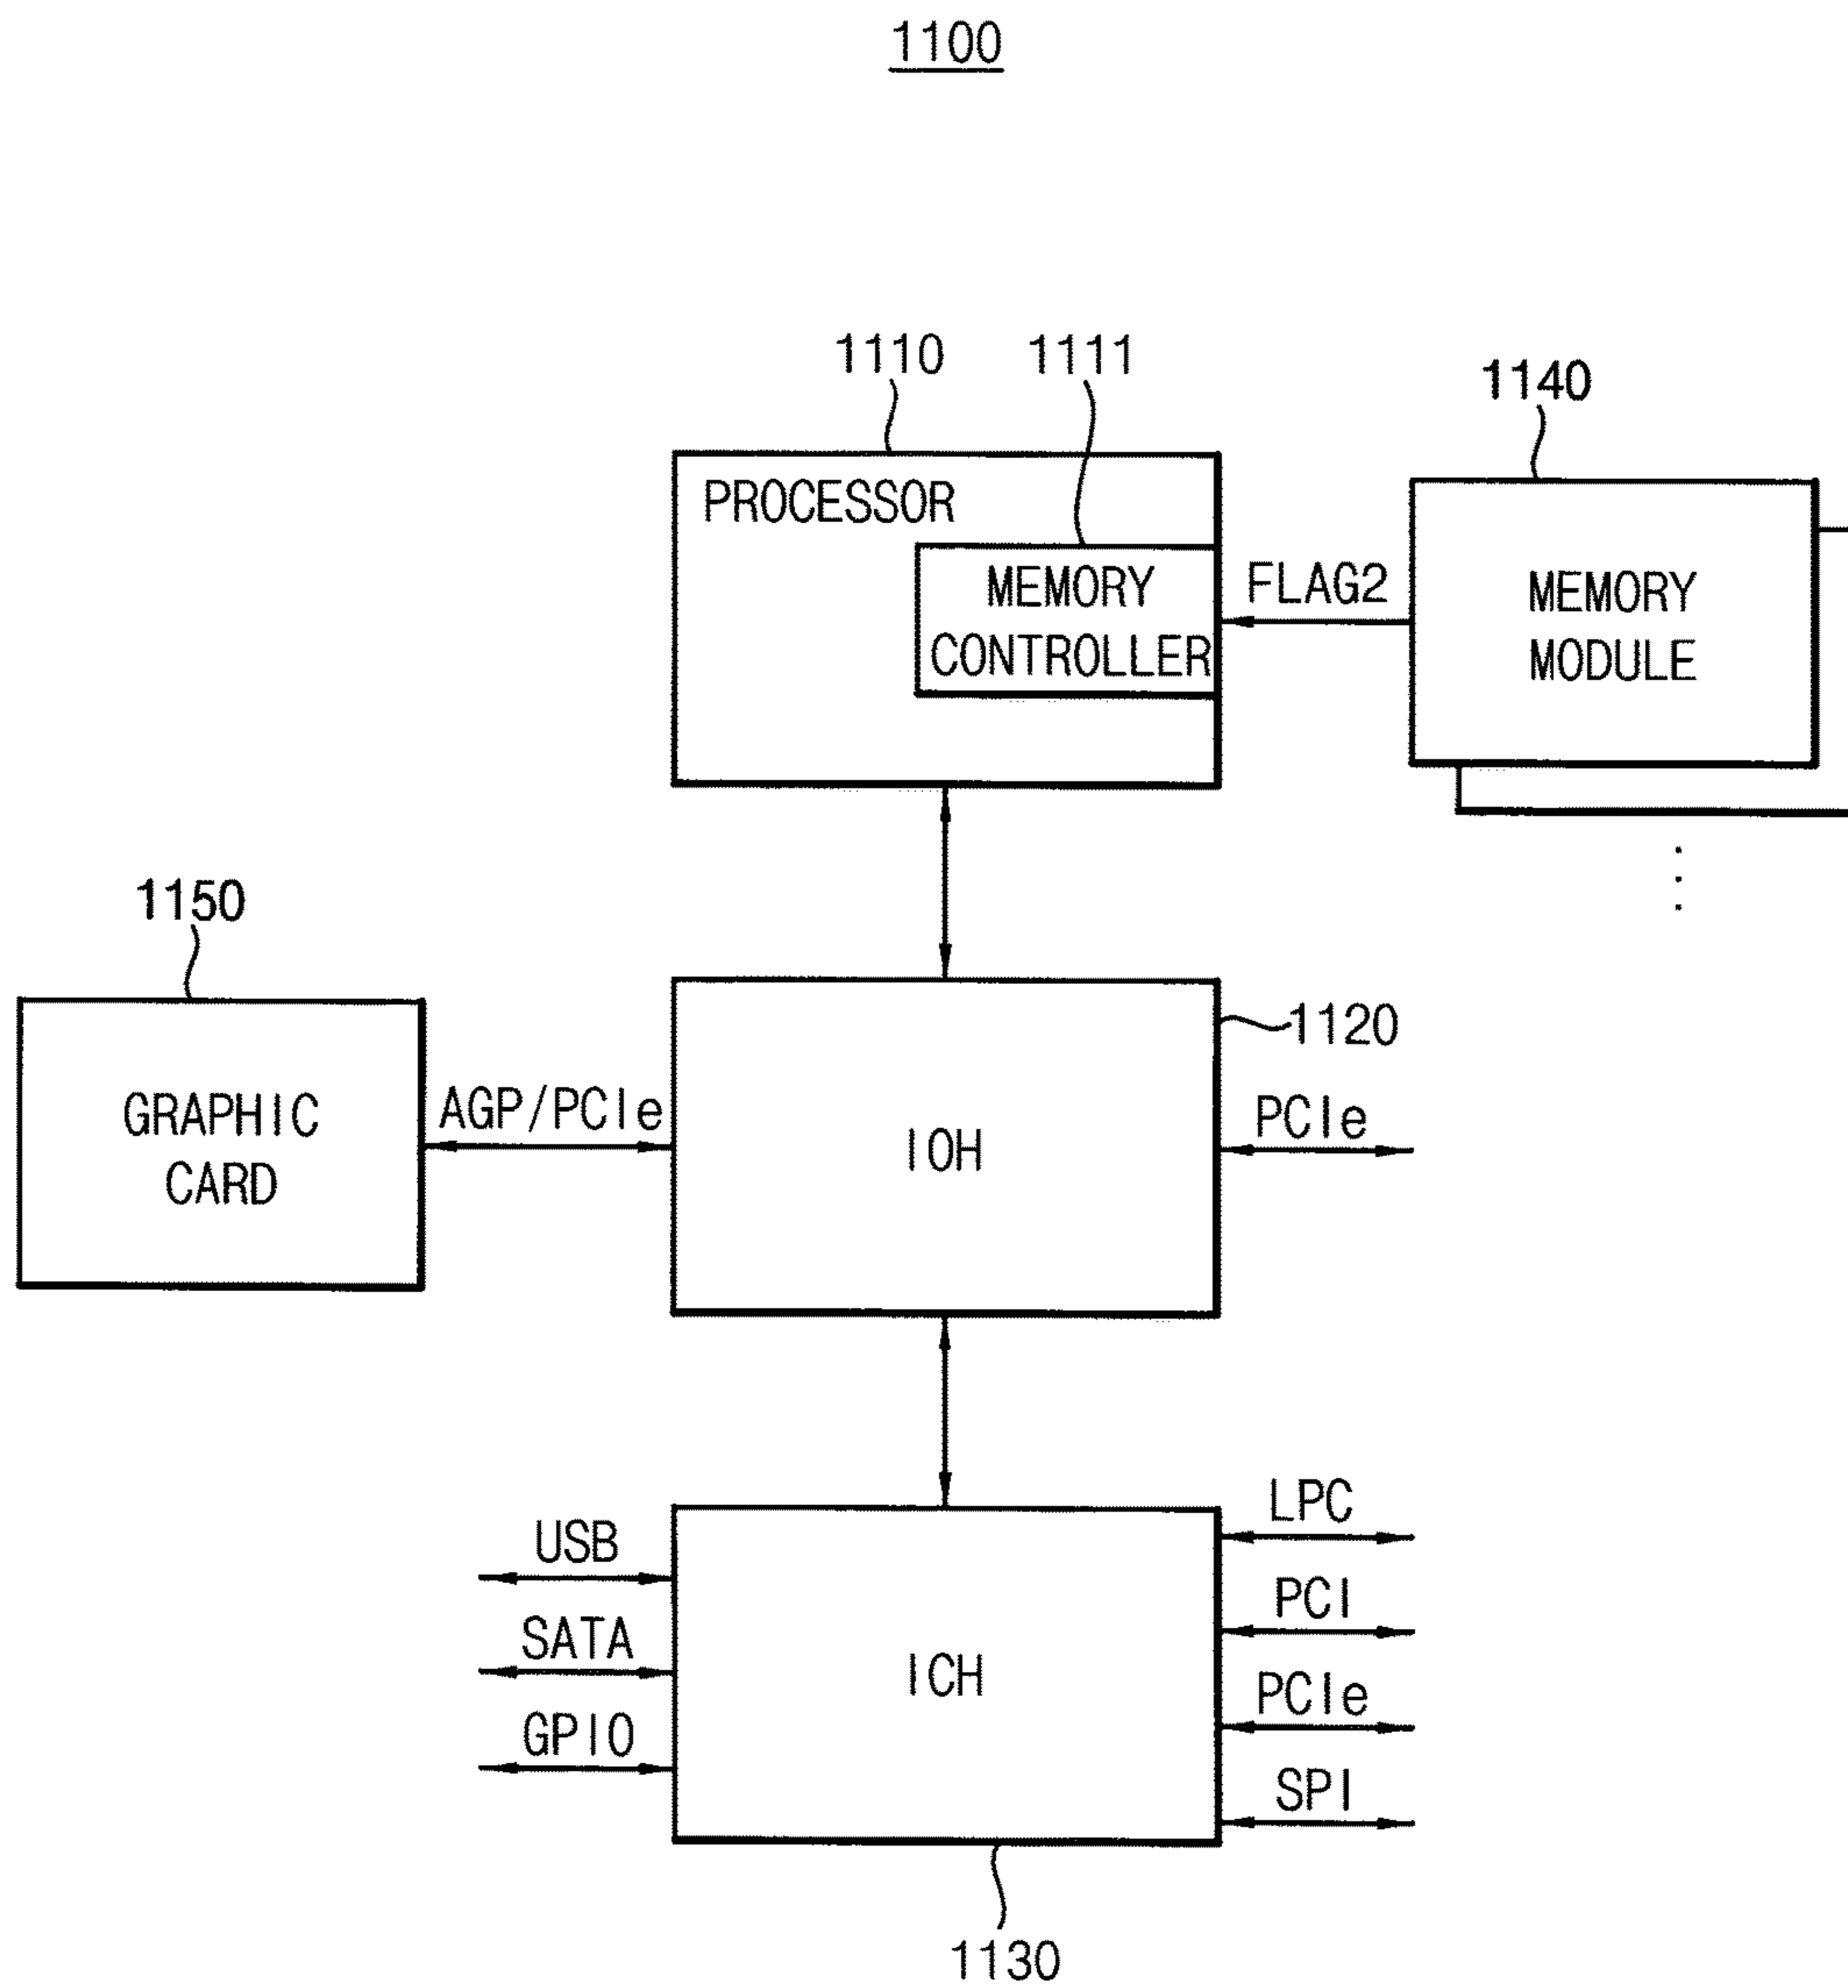 1100
1110
1111
1140
PROCESSOR
MEMORY
CONTROLLER
FLAG2
MEMORY
MODULE
1150
GRAPHIC
CARD
AGP/PCIe
IOH
1120
PCIe
USB
SATA
GPIO
ICH
LPC
PCI
PCIe
SPI
1130